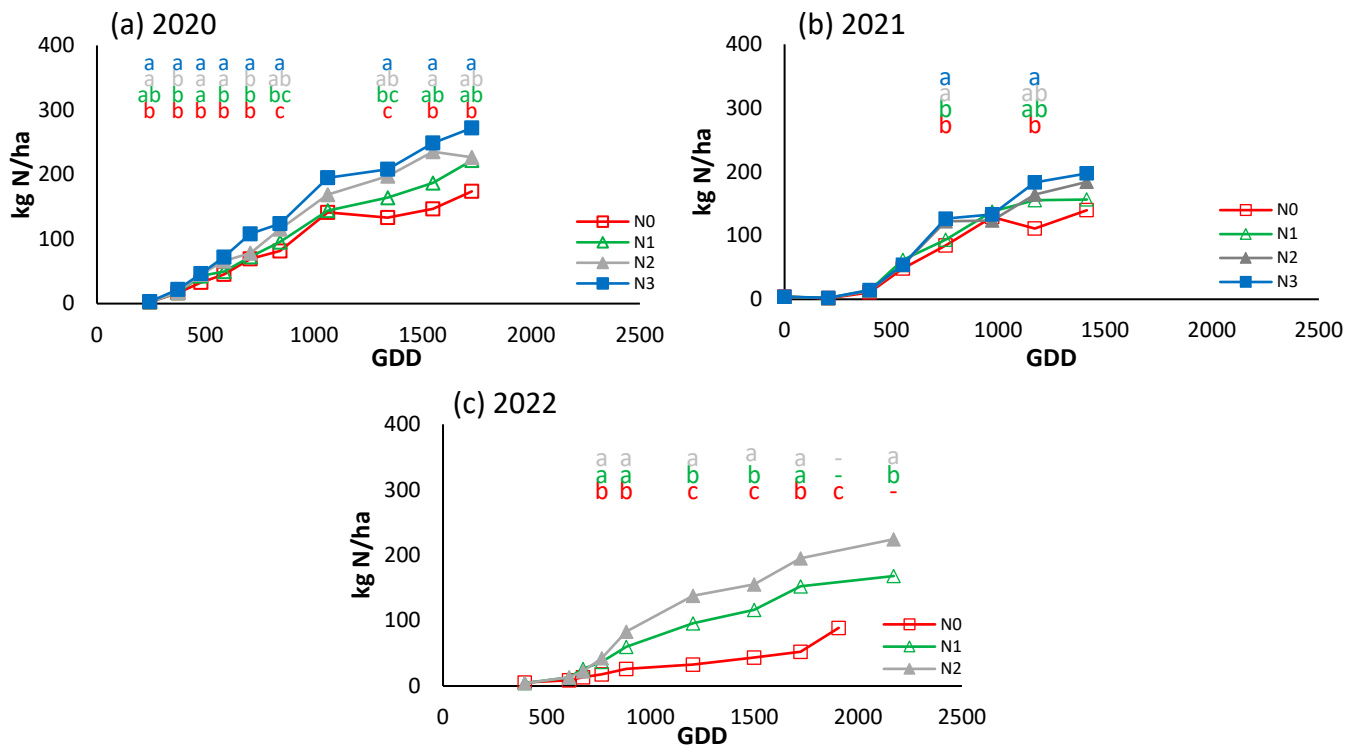 (a) 2020
400
300
200
100
0
kg N/ha
a a a a a a a a a
a b a b b ab ab a ab
ab b a b b bc bc ab ab
b b b b b c c b b
N0
N1
N2
N3
0 500 1000 1500 2000 2500
GDD
(b) 2021
400
300
200
100
0
kg N/ha
a a
a ab
b ab
b b
N0
N1
N2
N3
0 500 1000 1500 2000 2500
GDD
(c) 2022
400
300
200
100
0
kg N/ha
a a a a a - a
a a b b a - b
b b c c b c -
N0
N1
N2
0 500 1000 1500 2000 2500
GDD